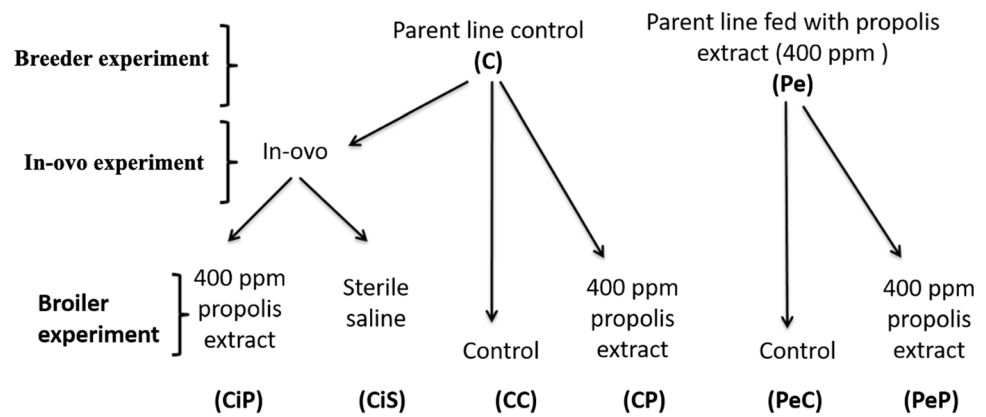 Breeder experiment
Parent line control
(C)
Parent line fed with propolis
extract (400 ppm )
(Pe)
In-ovo experiment
In-ovo
Broiler
experiment
400 ppm
propolis
extract
Sterile
saline
Control
400 ppm
propolis
extract
Control
400 ppm
propolis
extract
(CiP)
(CiS)
(CC)
(CP)
(PeC)
(PeP)